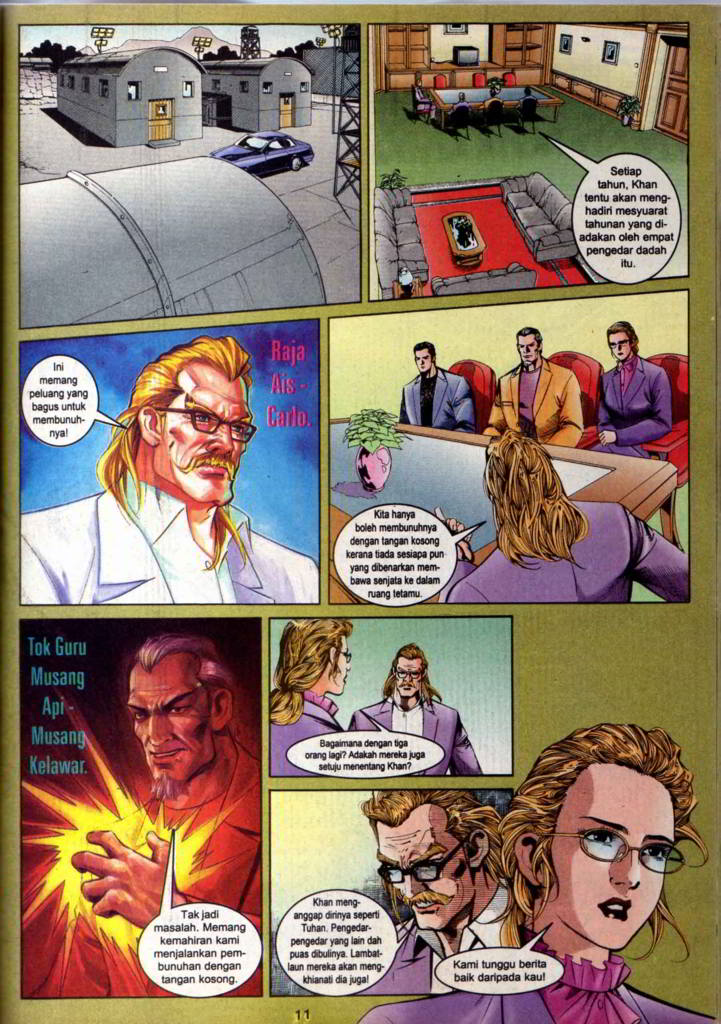 Setiap
tahun, Khan
tentu akan meng-
hadiri mesyuarat
tahunan yang di-
adakan oleh empat
pengedar dadah
itu.
Ini
memang
peluang yang
bagus untuk
membunuh-
nya!
Raja
Ais -
Carlo.
Kita hanya
boleh membunuhnya
dengan tangan kosong
kerana tiada sesiapa pun
yang dibenarkan mem-
bawa senjata ke dalam
ruang tetamu.
Tok Guru
Musang
Api -
Musang
Kelawar.
Tak jadi
masalah. Memang
kemahiran kami
menjalankan pem-
bunuhan dengan
tangan kosong.
Bagaimana dengan tiga
orang lagi? Adakah mereka juga
setuju menentang Khan?
Khan meng-
anggap dirinya seperti
Tuhan. Pengedar-
pengedar yang lain dah
puas dibulinya. Lambat-
laun mereka akan meng-
khianati dia juga!
Kami tunggu berita
baik daripada kau!
11